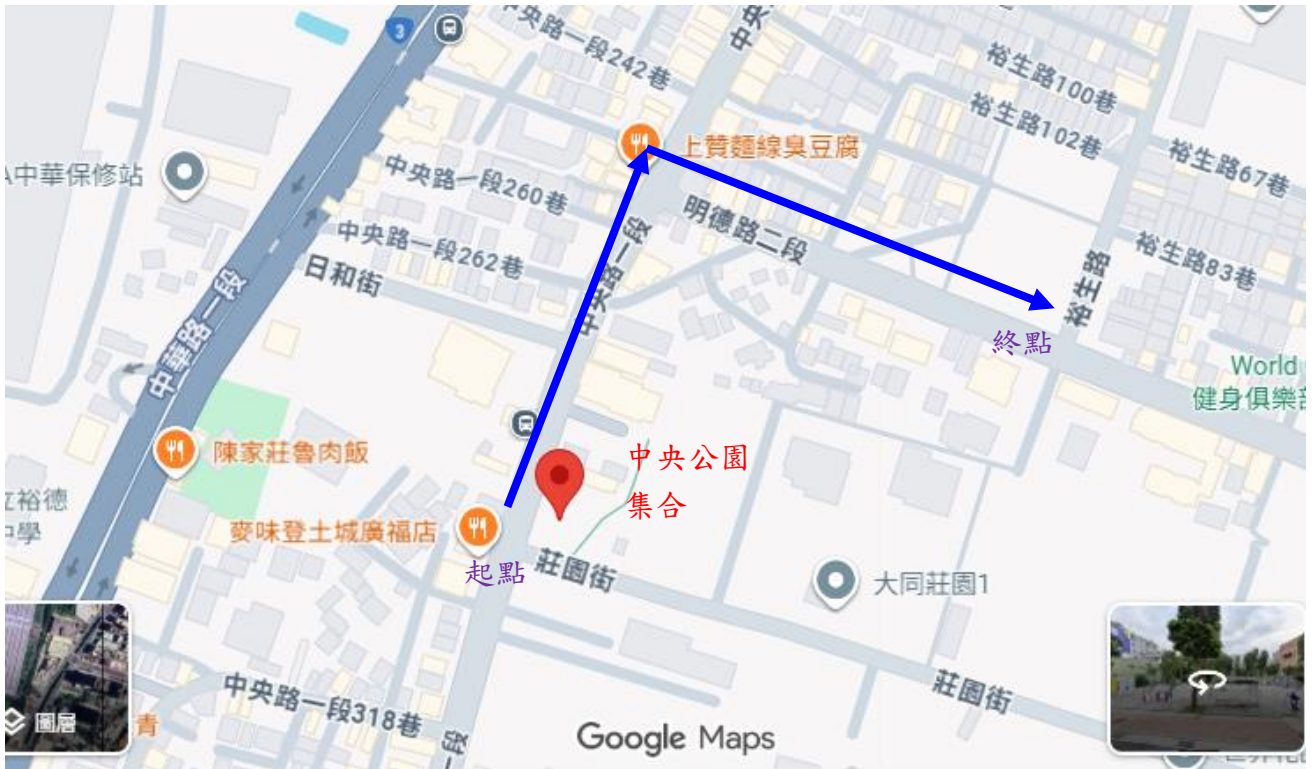 3
中央路一段242巷
中央
裕生路100巷
裕生路102巷
上贊麵線臭豆腐
裕生路67巷
A中華保修站
中央路一段260巷
明德路二段
中央路一段262巷
中央路一段
日和街
裕生路83巷
裕生路
中華路一段
終點
World
健身俱樂部
陳家莊魯肉飯
中央公園
集合
立裕德
中學
麥味登土城廣福店
起點
莊園街
大同莊園1
莊園街
中央路一段318巷
一段
圖層
青
Google Maps